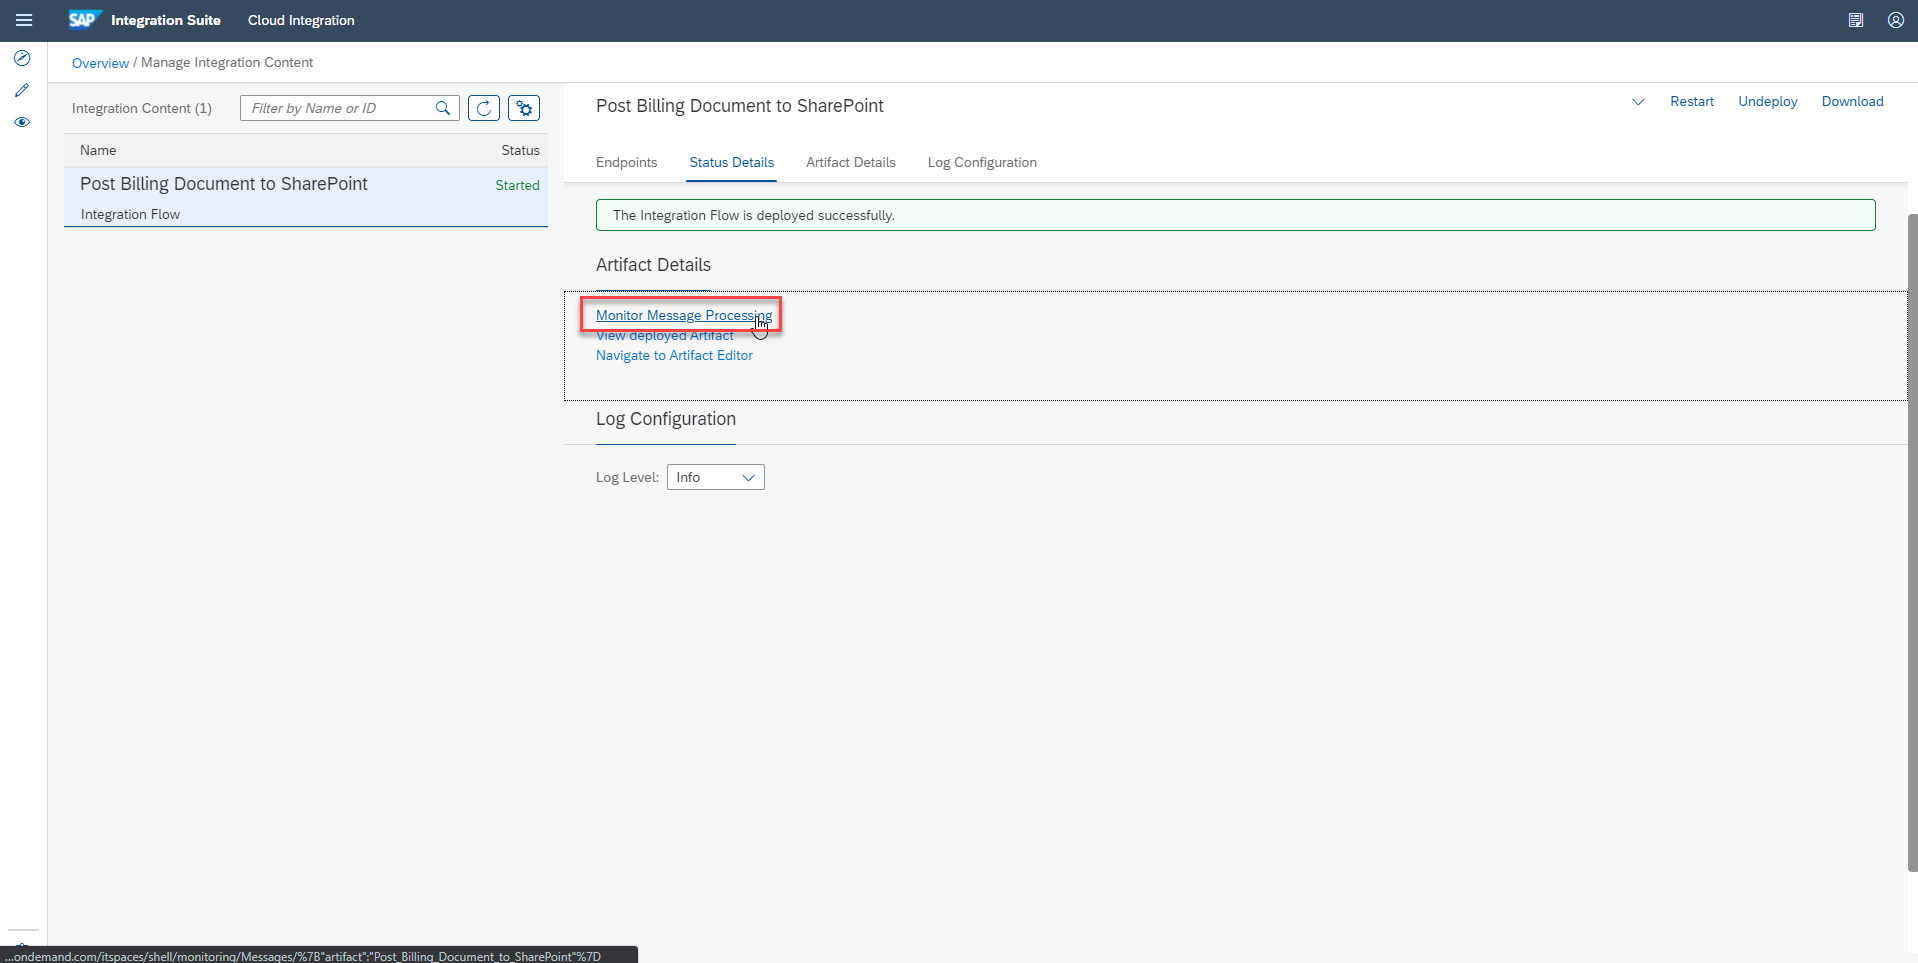 SAP Integration Suite Cloud Integration
Overview / Manage Integration Content
Integration Content (1) Filter by Name or ID
Name Status
Post Billing Document to SharePoint Started
Integration Flow
Post Billing Document to SharePoint Restart Undeploy Download
Endpoints Status Details Artifact Details Log Configuration
The Integration Flow is deployed successfully.
Artifact Details
Monitor Message Processing
View deployed Artifact
Navigate to Artifact Editor
Log Configuration
Log Level: Info
...ondemand.com/itspaces/shell/monitoring/Messages/%7B"artifact":"Post_Billing_Document_to_SharePoint"%7D